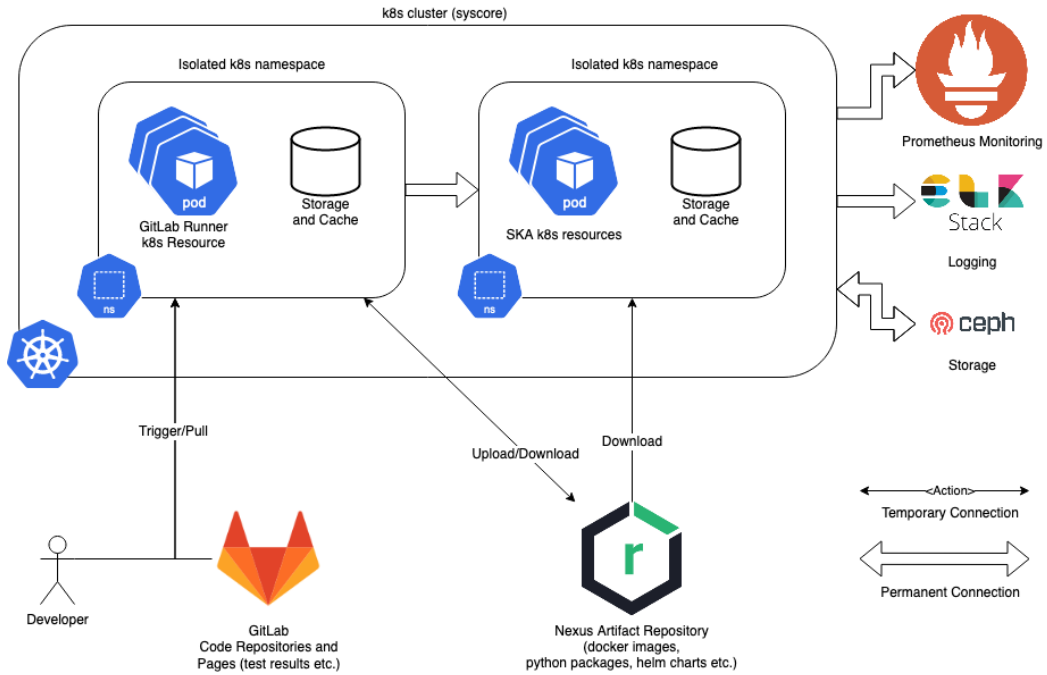 k8s cluster (syscore)
Isolated k8s namespace
Isolated k8s namespace
pod
GitLab Runner
k8s Resource
Storage
and Cache
ns
pod
SKA k8s resources
Storage
and Cache
ns
Prometheus Monitoring
ELK
Stack
Logging
ceph
Storage
Trigger/Pull
Upload/Download
Download
<Action>
Temporary Connection
Permanent Connection
Developer
GitLab
Code Repositories and
Pages (test results etc.)
r
Nexus Artifact Repository
(docker images,
python packages, helm charts etc.)